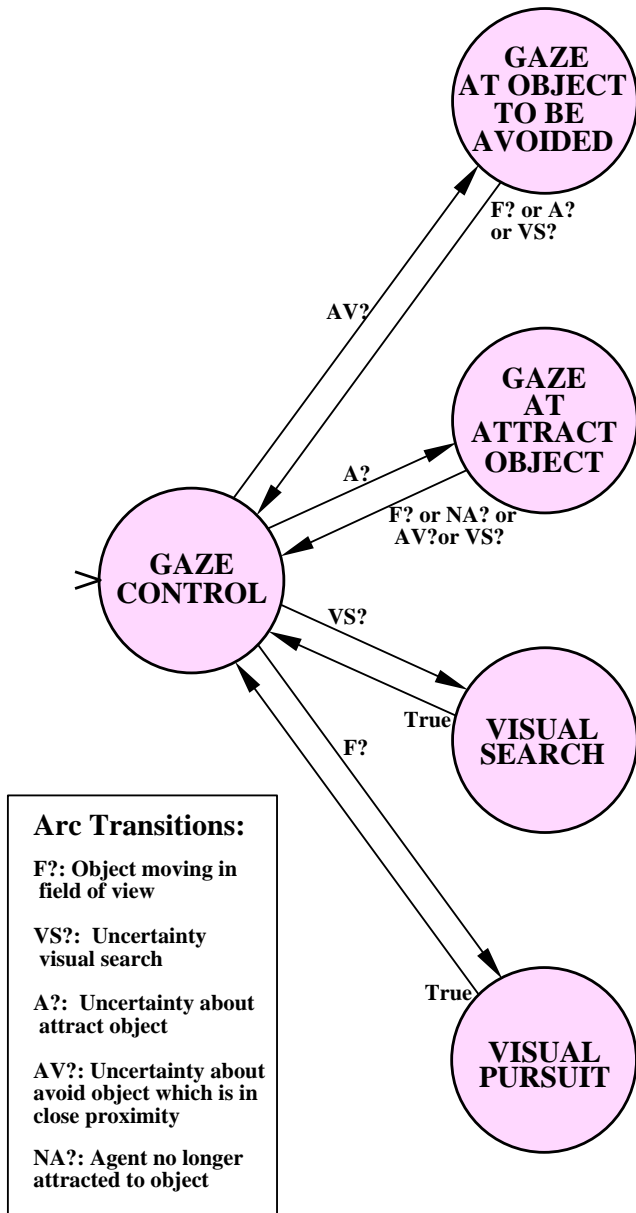 GAZE
AT OBJECT
TO BE
AVOIDED
F? or A?
or VS?
AV?
GAZE
AT
ATTRACT
OBJECT
A?
F? or NA? or
AV?or VS?
GAZE
CONTROL
VS?
True
VISUAL
SEARCH
F?
True
VISUAL
PURSUIT
Arc Transitions:
F?: Object moving in
field of view
VS?: Uncertainty
visual search
A?: Uncertainty about
attract object
AV?: Uncertainty about
avoid object which is in
close proximity
NA?: Agent no longer
attracted to object